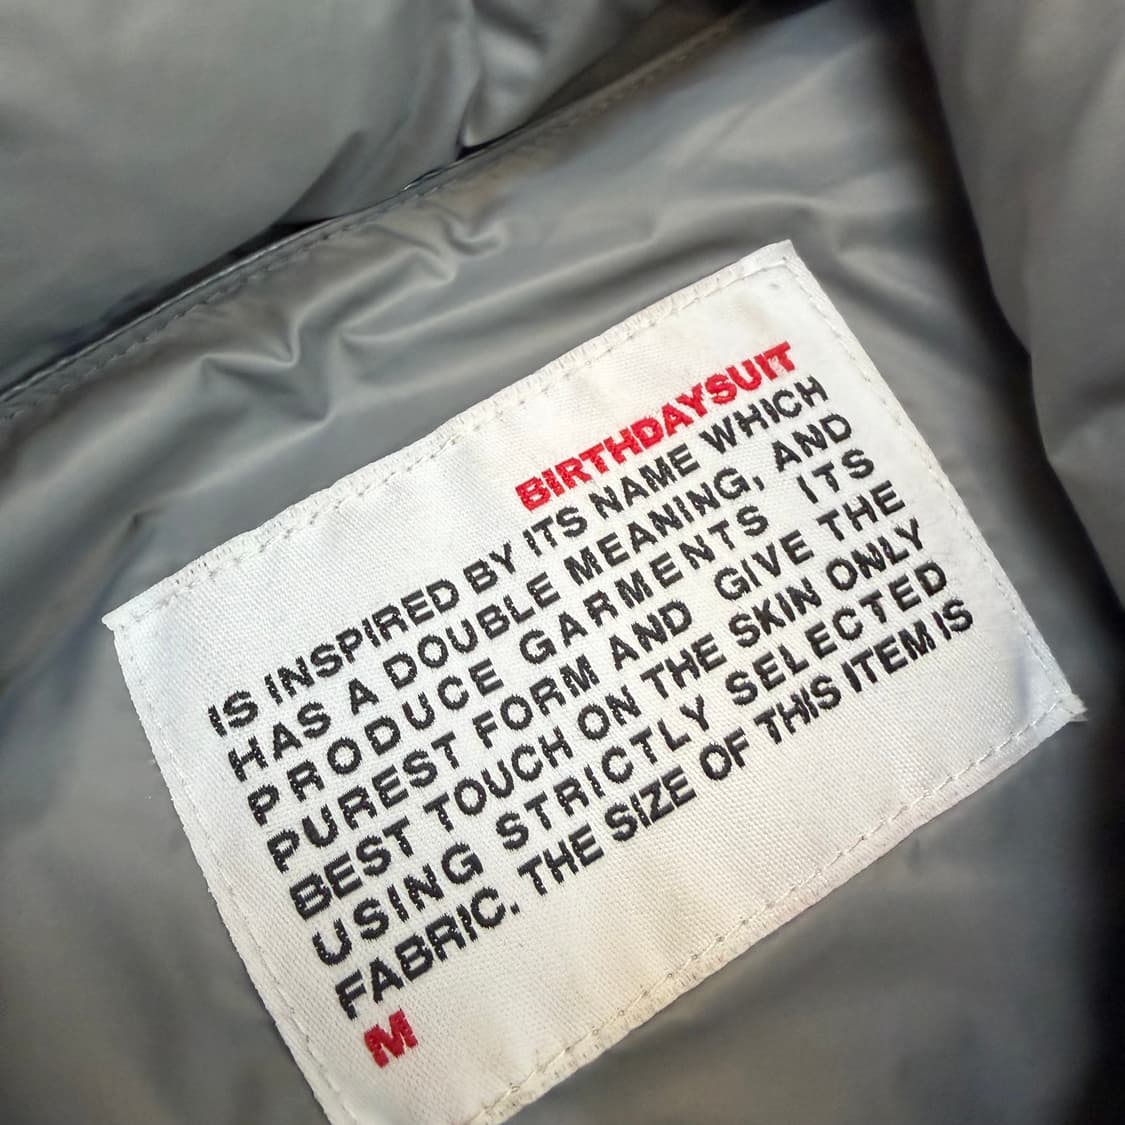 BIRTHDAYSUIT
IS INSPIRED BY ITS NAME WHICH
HAS A DOUBLE MEANING, AND
PRODUCE GARMENTS ITS
PUREST FORM AND GIVE THE
BEST TOUCH ON THE SKIN ONLY
USING STRICTLY SELECTED
FABRIC. THE SIZE OF THIS ITEM IS
M